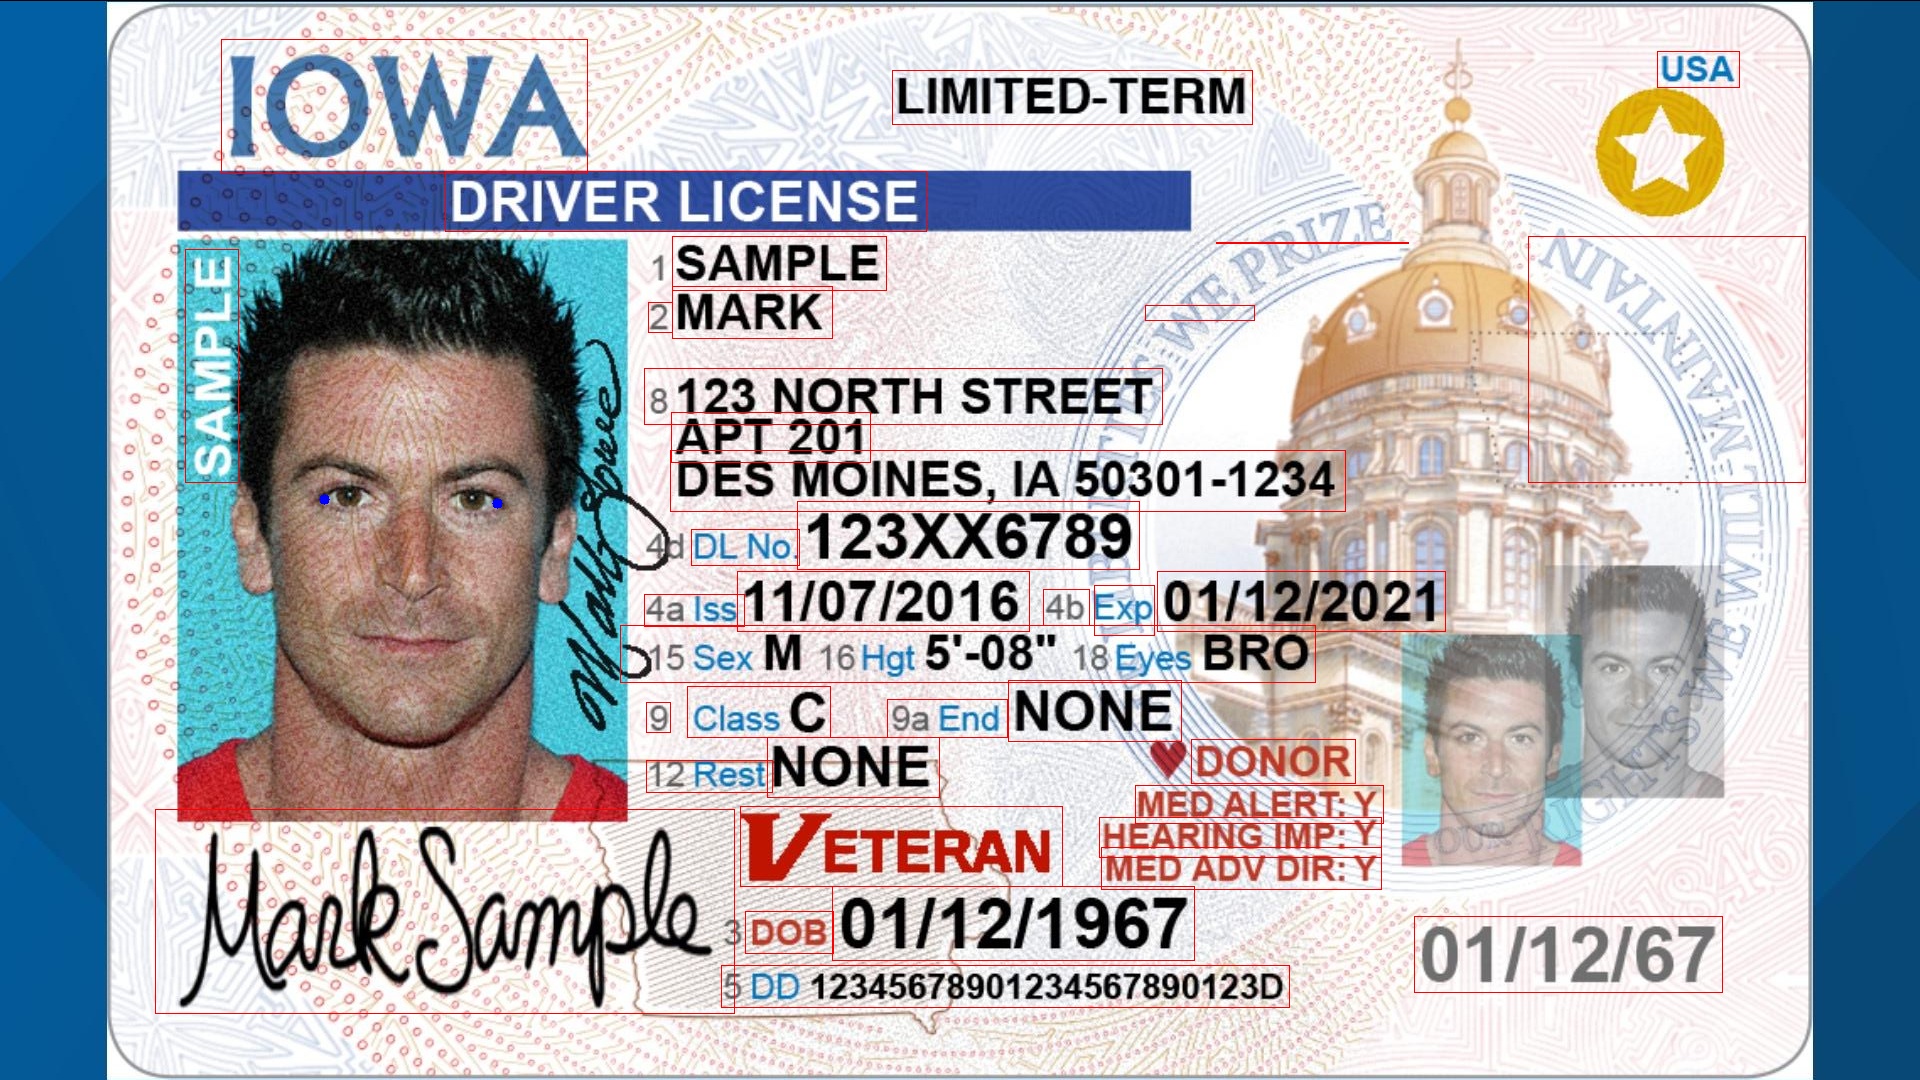 IOWA
LIMITED-TERM
USA
DRIVER LICENSE
SAMPLE
1 SAMPLE
2 MARK
8 123 NORTH STREET
APT 201
DES MOINES, IA 50301-1234
4d DL No. 123XX6789
4a Iss 11/07/2016 4b Exp 01/12/2021
15 Sex M 16 Hgt 5'-08" 18 Eyes BRO
9 Class C 9a End NONE
12 Rest NONE
DONOR
MED ALERT: Y
HEARING IMP: Y
MED ADV DIR: Y
VETERAN
Mark Sample
3 DOB 01/12/1967
5 DD 12345678901234567890123D
01/12/67
LIBERTIES WE PRIZE
OUR RIGHTS WE WILL MAINTAIN